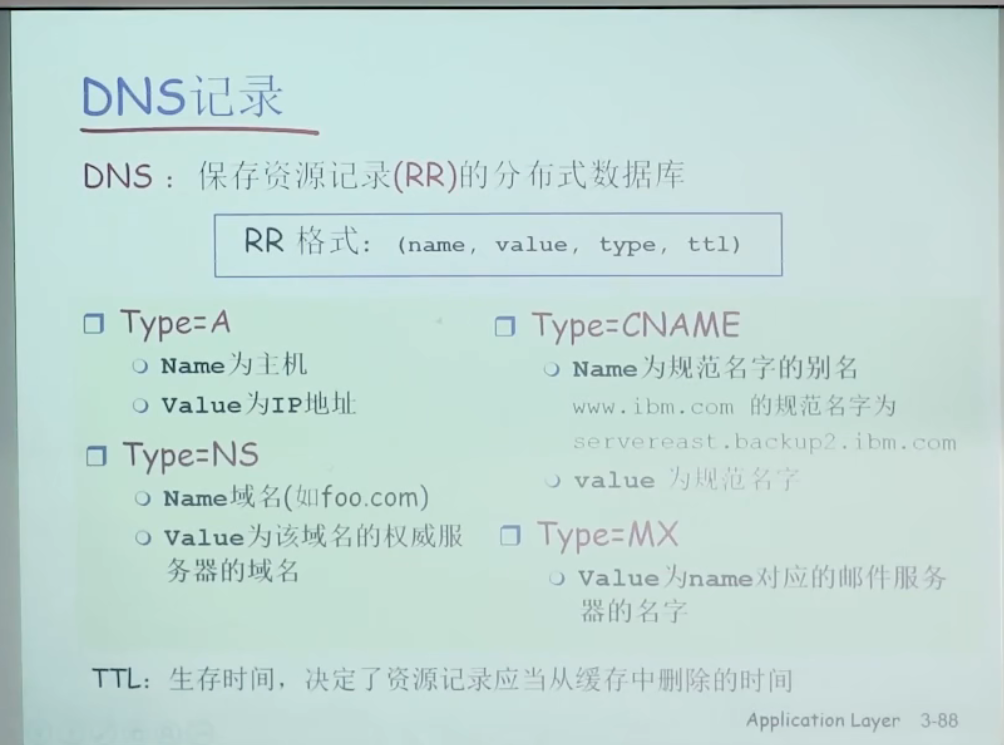 DNS记录
DNS：保存资源记录(RR)的分布式数据库
RR 格式：(name, value, type, ttl)
Type=A
Name为主机
Value为IP地址
Type=NS
Name域名(如foo.com)
Value为该域名的权威服
务器的域名
Type=CNAME
Name为规范名字的别名
www.ibm.com 的规范名字为
servereast.backup2.ibm.com
value 为规范名字
Type=MX
Value为name对应的邮件服务
器的名字
TTL：生存时间，决定了资源记录应当从缓存中删除的时间
Application Layer 3-88